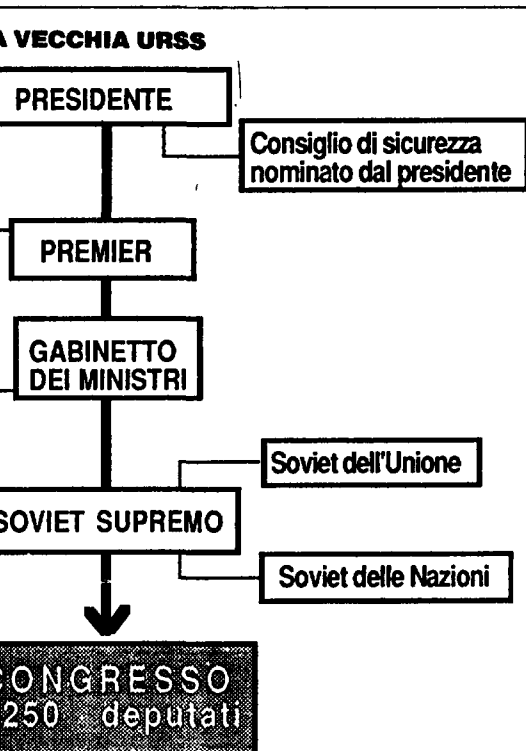 A VECCHIA URSS
PRESIDENTE
Consiglio di sicurezza
nominato dal presidente
PREMIER
GABINETTO
DEI MINISTRI
Soviet dell'Unione
SOVIET SUPREMO
Soviet delle Nazioni
CONGRESSO
250 deputati